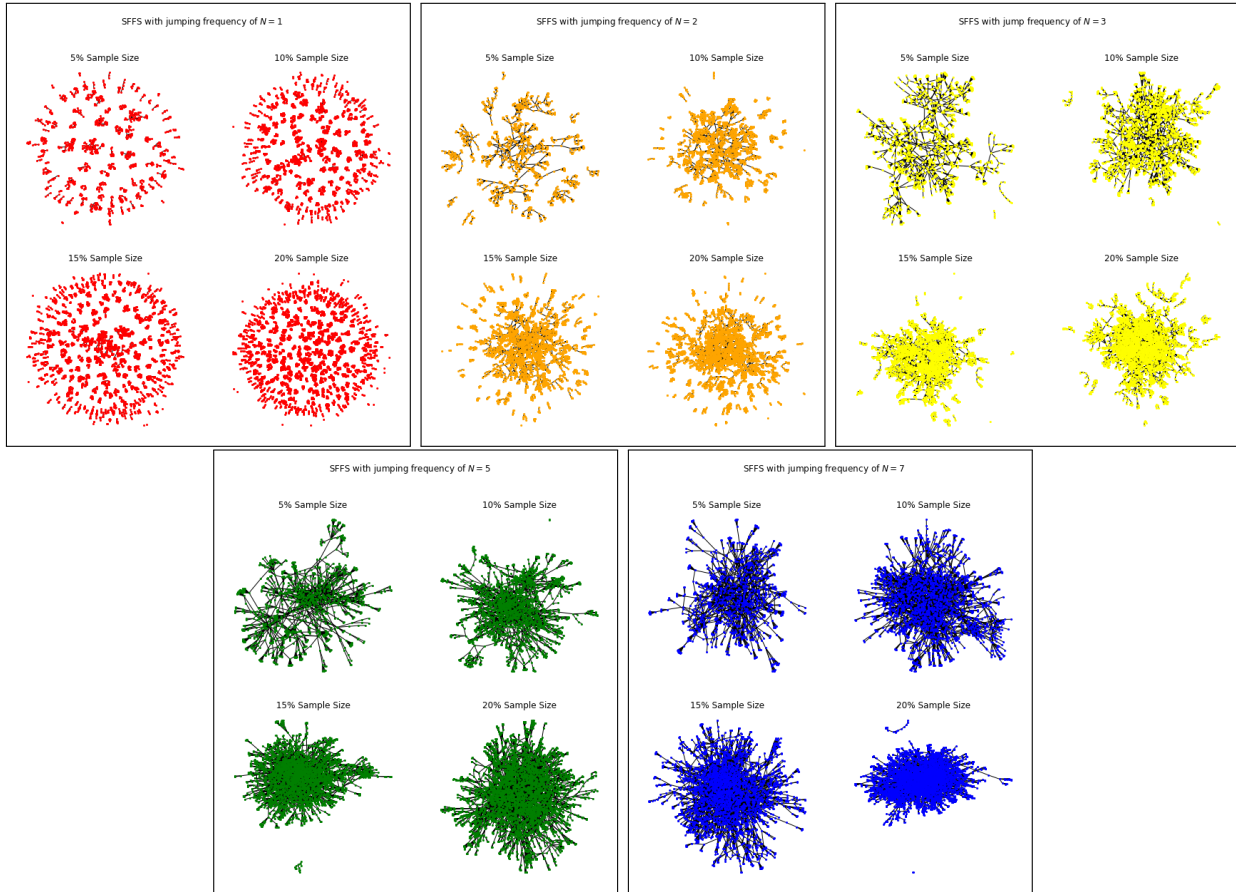 SFFS with jumping frequency of N = 1
5% Sample Size
10% Sample Size
15% Sample Size
20% Sample Size
SFFS with jumping frequency of N = 2
5% Sample Size
10% Sample Size
15% Sample Size
20% Sample Size
SFFS with jump frequency of N = 3
5% Sample Size
10% Sample Size
15% Sample Size
20% Sample Size
SFFS with jumping frequency of N = 5
5% Sample Size
10% Sample Size
15% Sample Size
20% Sample Size
SFFS with jumping frequency of N = 7
5% Sample Size
10% Sample Size
15% Sample Size
20% Sample Size